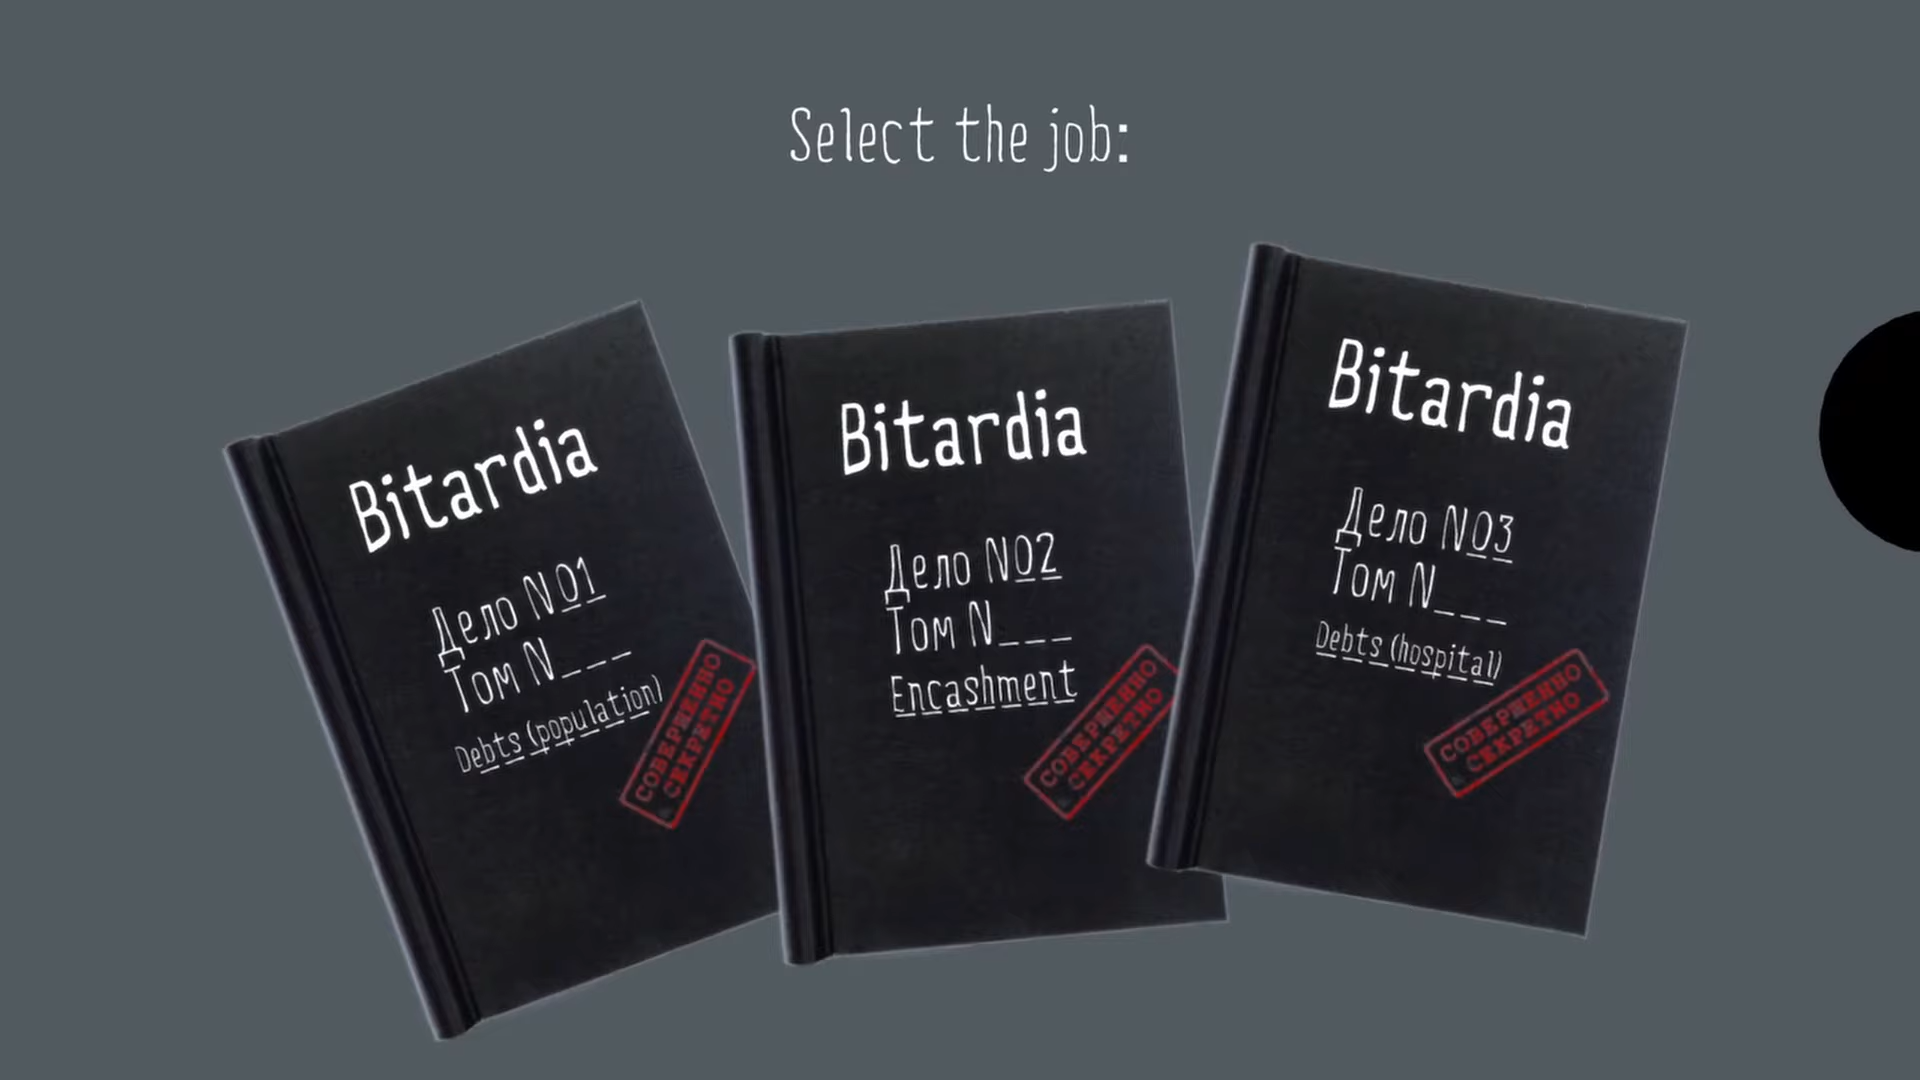 Select the job:
Bitardia
Дело N01
Том N___
Debts (population)
СОВЕРШЕННО
СЕКРЕТНО
Bitardia
Дело N02
Том N___
Encashment
СОВЕРШЕННО
СЕКРЕТНО
Bitardia
Дело N03
Том N___
Debts (hospital)
СОВЕРШЕННО
СЕКРЕТНО